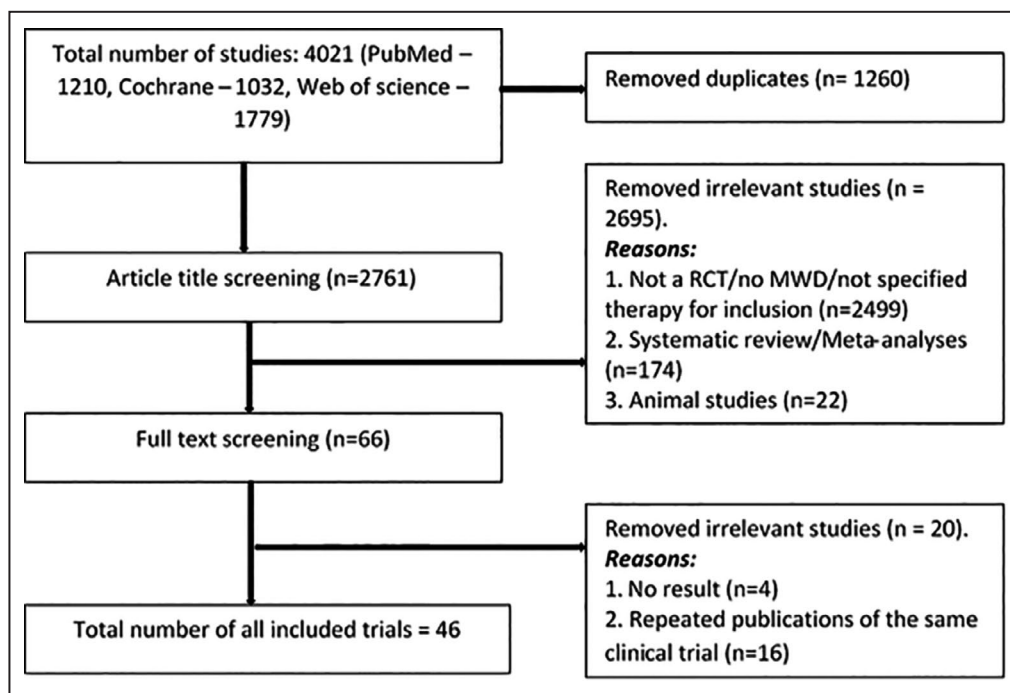 Total number of studies: 4021 (PubMed –
1210, Cochrane – 1032, Web of science –
1779)
Removed duplicates (n= 1260)
Article title screening (n=2761)
Removed irrelevant studies (n =
2695).
Reasons:
1. Not a RCT/no MWD/not specified
therapy for inclusion (n=2499)
2. Systematic review/Meta-analyses
(n=174)
3. Animal studies (n=22)
Full text screening (n=66)
Removed irrelevant studies (n = 20).
Reasons:
1. No result (n=4)
2. Repeated publications of the same
clinical trial (n=16)
Total number of all included trials = 46